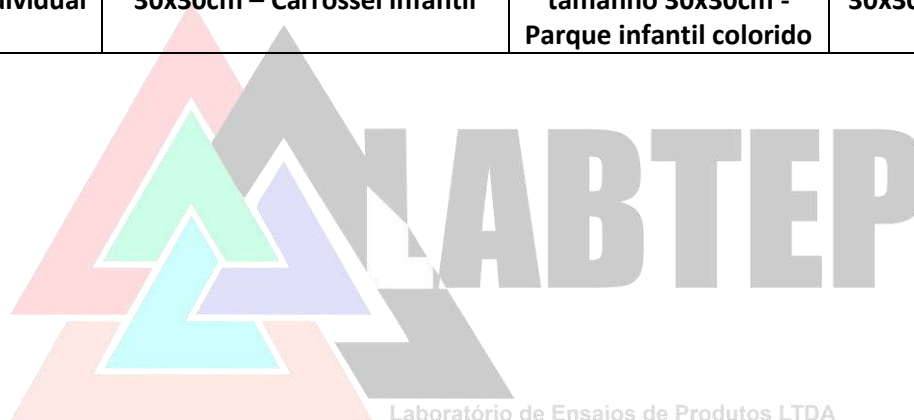 30x30cm – Carrossel infantil
tamanho 30x30cm -
Parque infantil colorido
LABTEP
Laboratório de Ensaios de Produtos LTDA